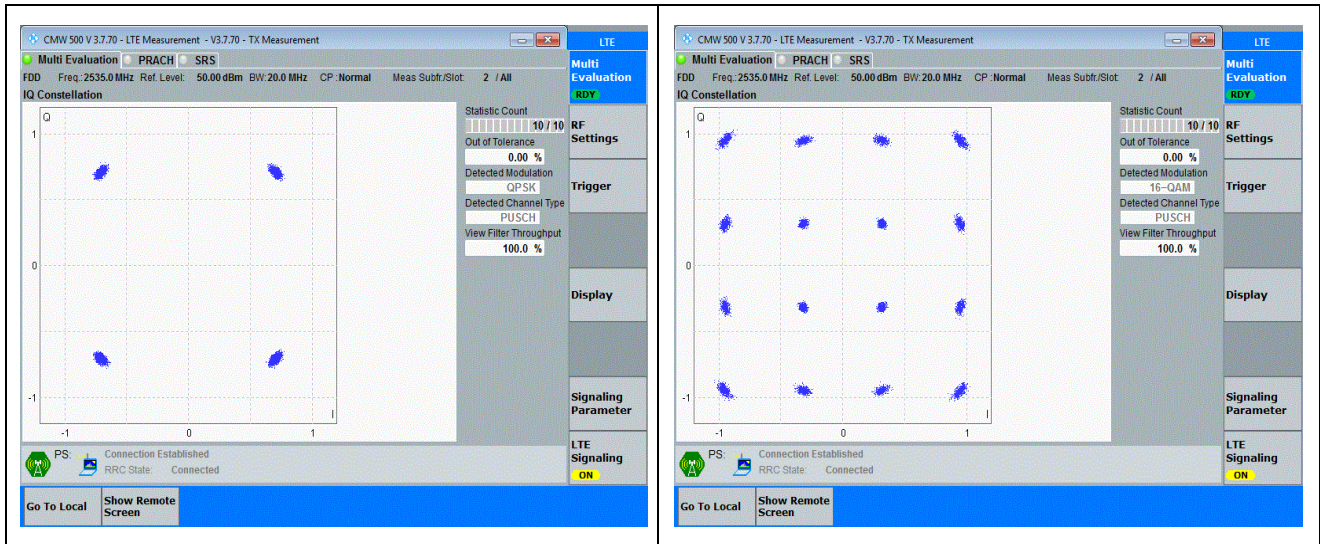 CMW 500 V 3.7.70 - LTE Measurement - V3.7.70 - TX Measurement
LTE
Multi Evaluation PRACH SRS
FDD Freq.:2535.0 MHz Ref. Level: 50.00 dBm BW:20.0 MHz CP :Normal Meas Subfr./Slot: 2 / All
IQ Constellation
Q
1
0
-1
-1 0 1
I
Statistic Count
10 / 10
Out of Tolerance
0.00 %
Detected Modulation
QPSK
Detected Channel Type
PUSCH
View Filter Throughput
100.0 %
Multi
Evaluation
RDY
RF
Settings
Trigger
Display
Signaling
Parameter
LTE
Signaling
ON
PS: Connection Established
RRC State: Connected
Go To Local
Show Remote
Screen
CMW 500 V 3.7.70 - LTE Measurement - V3.7.70 - TX Measurement
LTE
Multi Evaluation PRACH SRS
FDD Freq.:2535.0 MHz Ref. Level: 50.00 dBm BW:20.0 MHz CP :Normal Meas Subfr./Slot: 2 / All
IQ Constellation
Q
1
0
-1
-1 0 1
I
Statistic Count
10 / 10
Out of Tolerance
0.00 %
Detected Modulation
16-QAM
Detected Channel Type
PUSCH
View Filter Throughput
100.0 %
Multi
Evaluation
RDY
RF
Settings
Trigger
Display
Signaling
Parameter
LTE
Signaling
ON
PS: Connection Established
RRC State: Connected
Go To Local
Show Remote
Screen